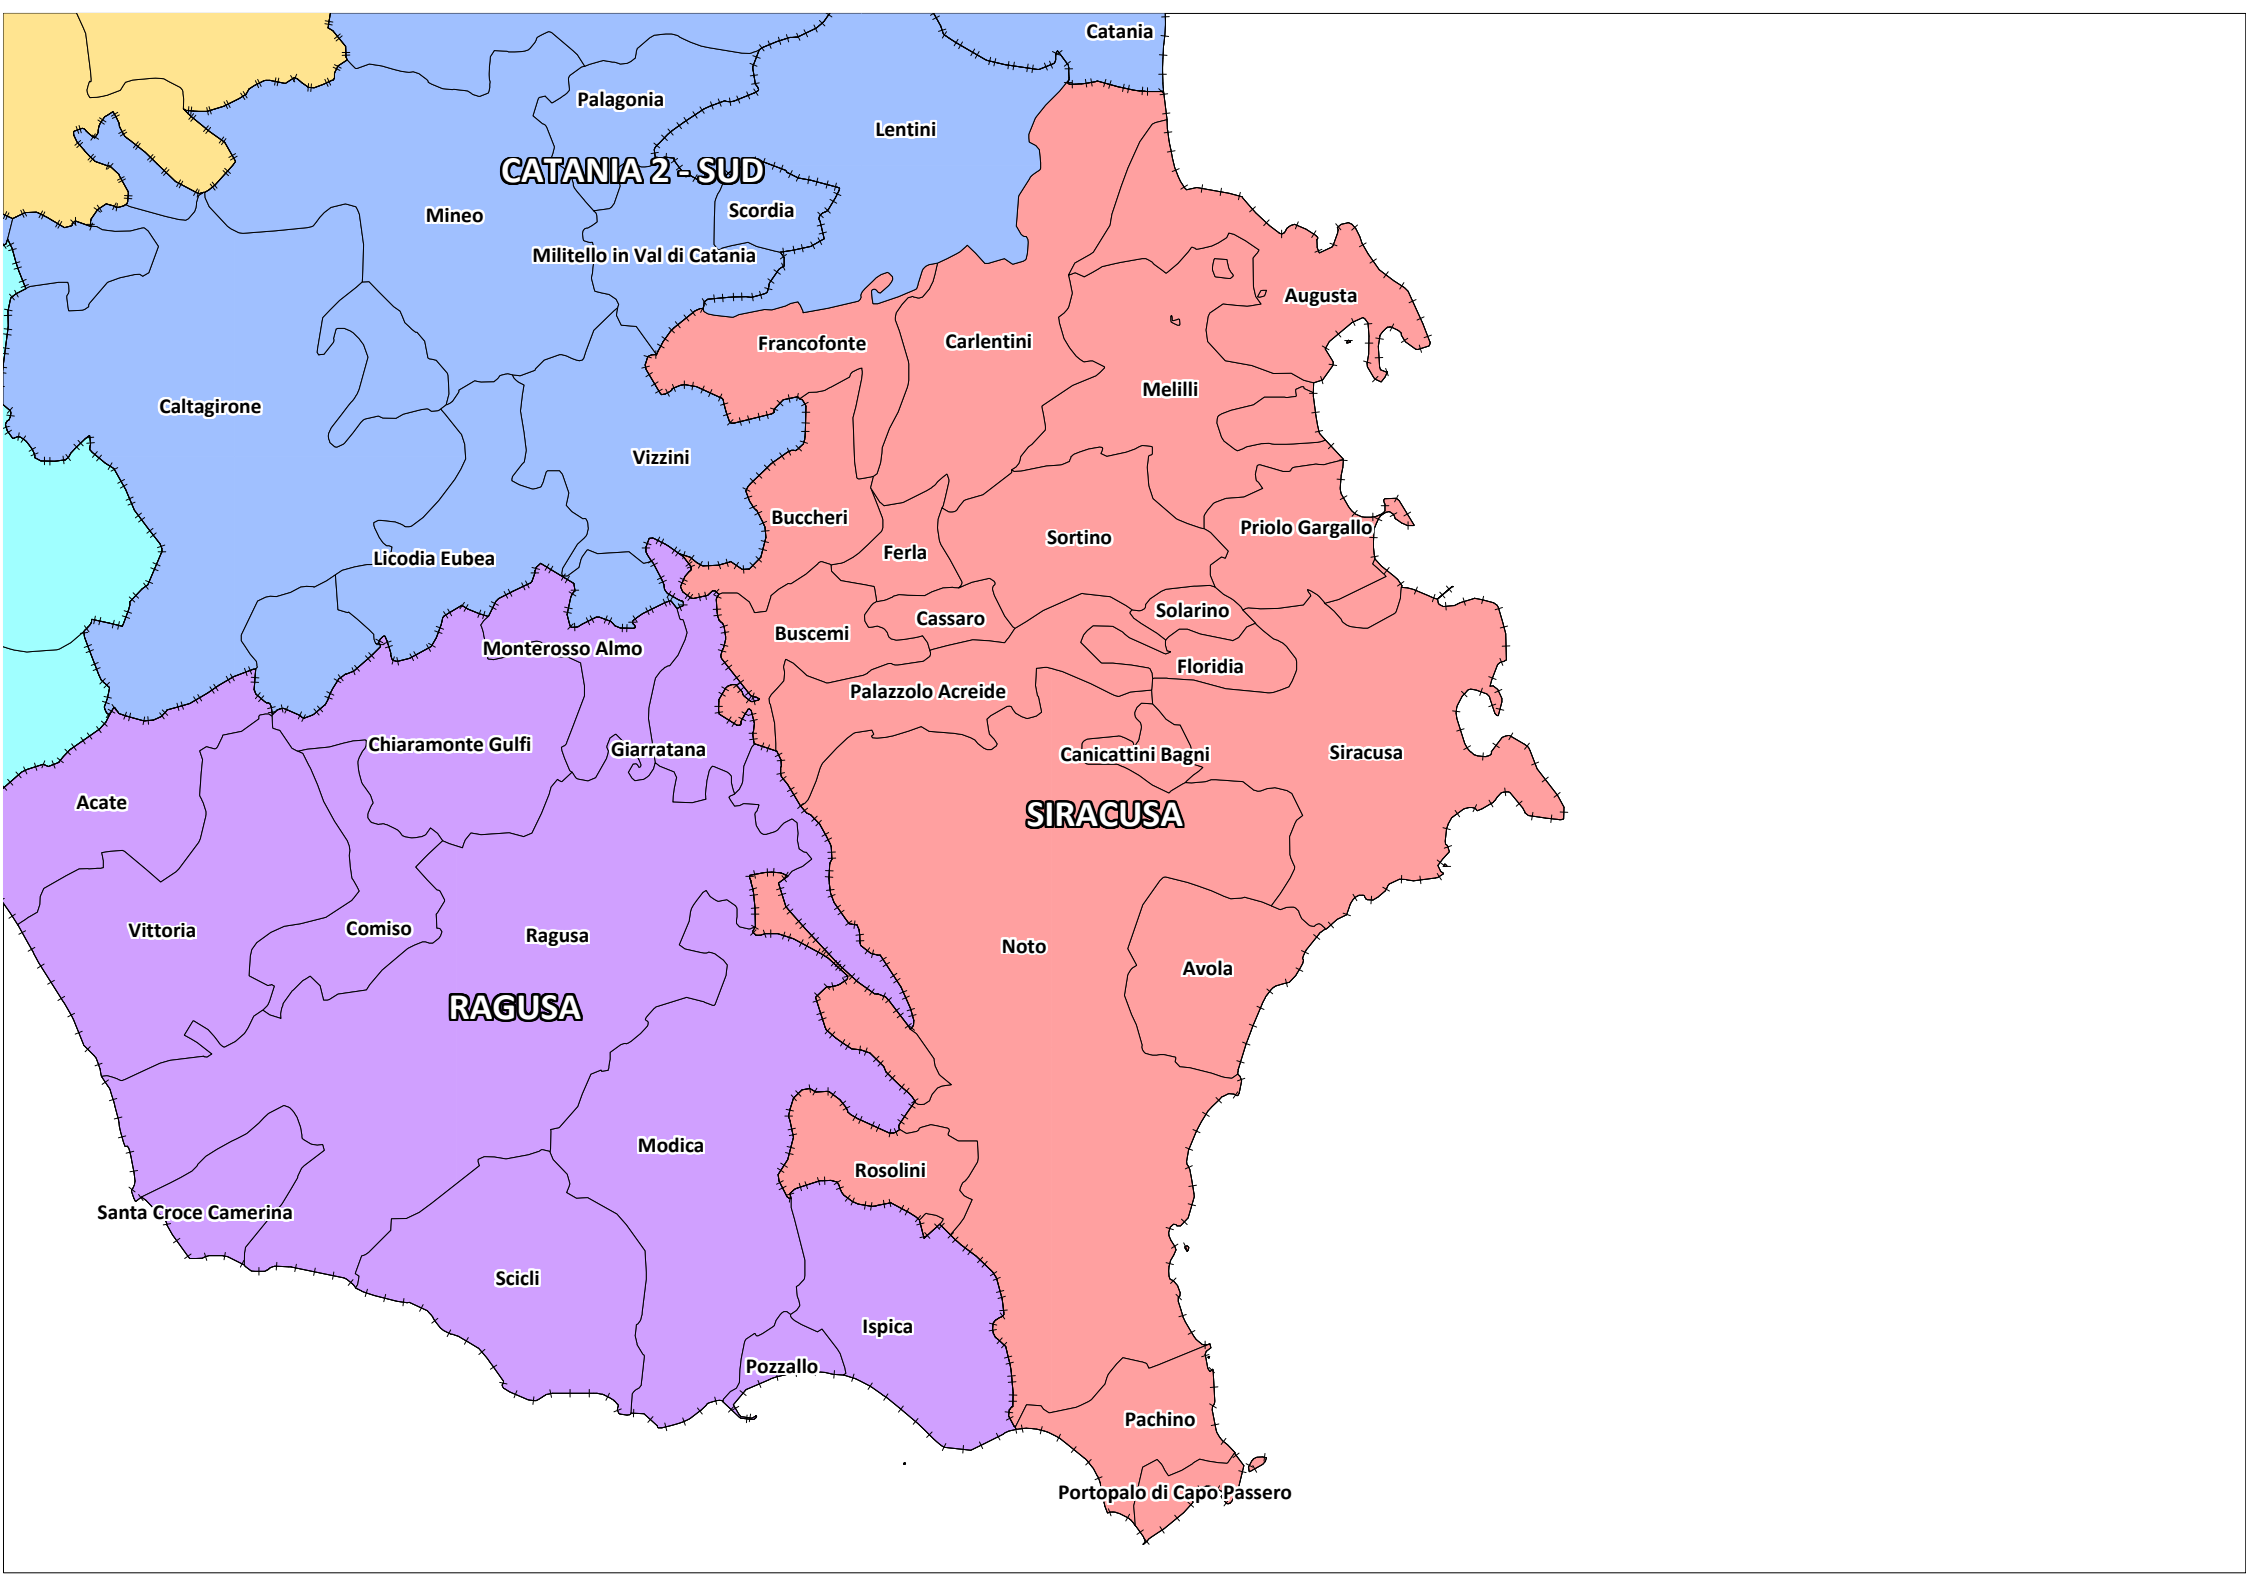 Catania
Palagonia
Lentini
CATANIA 2 - SUD
Mineo
Scordia
Militello in Val di Catania
Augusta
Francofonte
Carlentini
Melilli
Caltagirone
Vizzini
Buccheri
Priolo Gargallo
Sortino
Ferla
Licodia Eubea
Solarino
Cassaro
Buscemi
Monterosso Almo
Floridia
Palazzolo Acreide
Chiaramonte Gulfi
Giarratana
Canicattini Bagni
Siracusa
Acate
SIRACUSA
Vittoria
Comiso
Ragusa
Noto
Avola
RAGUSA
Modica
Rosolini
Santa Croce Camerina
Scicli
Ispica
Pozzallo
Pachino
Portopalo di Capo Passero